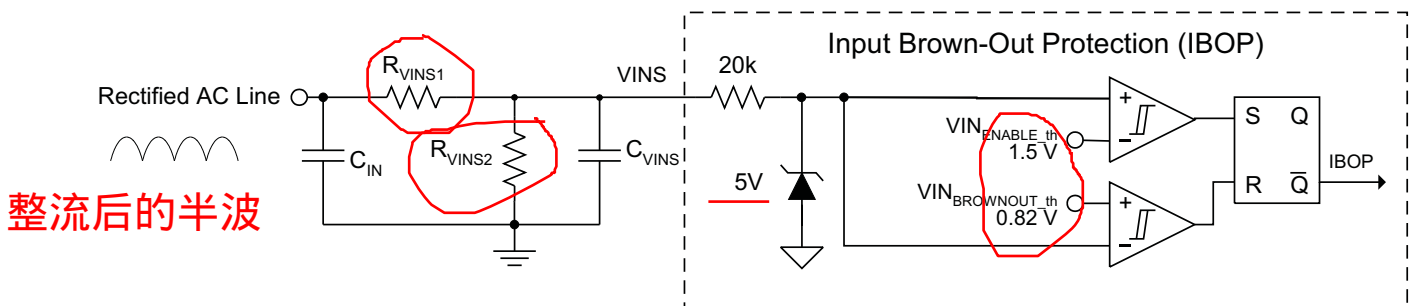 Input Brown-Out Protection (IBOP)
R_VINS1
VINS
20k
Rectified AC Line
+
S Q
VIN_ENABLE_th
−
1.5 V
C_IN
R_VINS2
C_VINS
IBOP
5V
R Q̅
整流后的半波
VIN_BROWNOUT_th
+
0.82 V
−